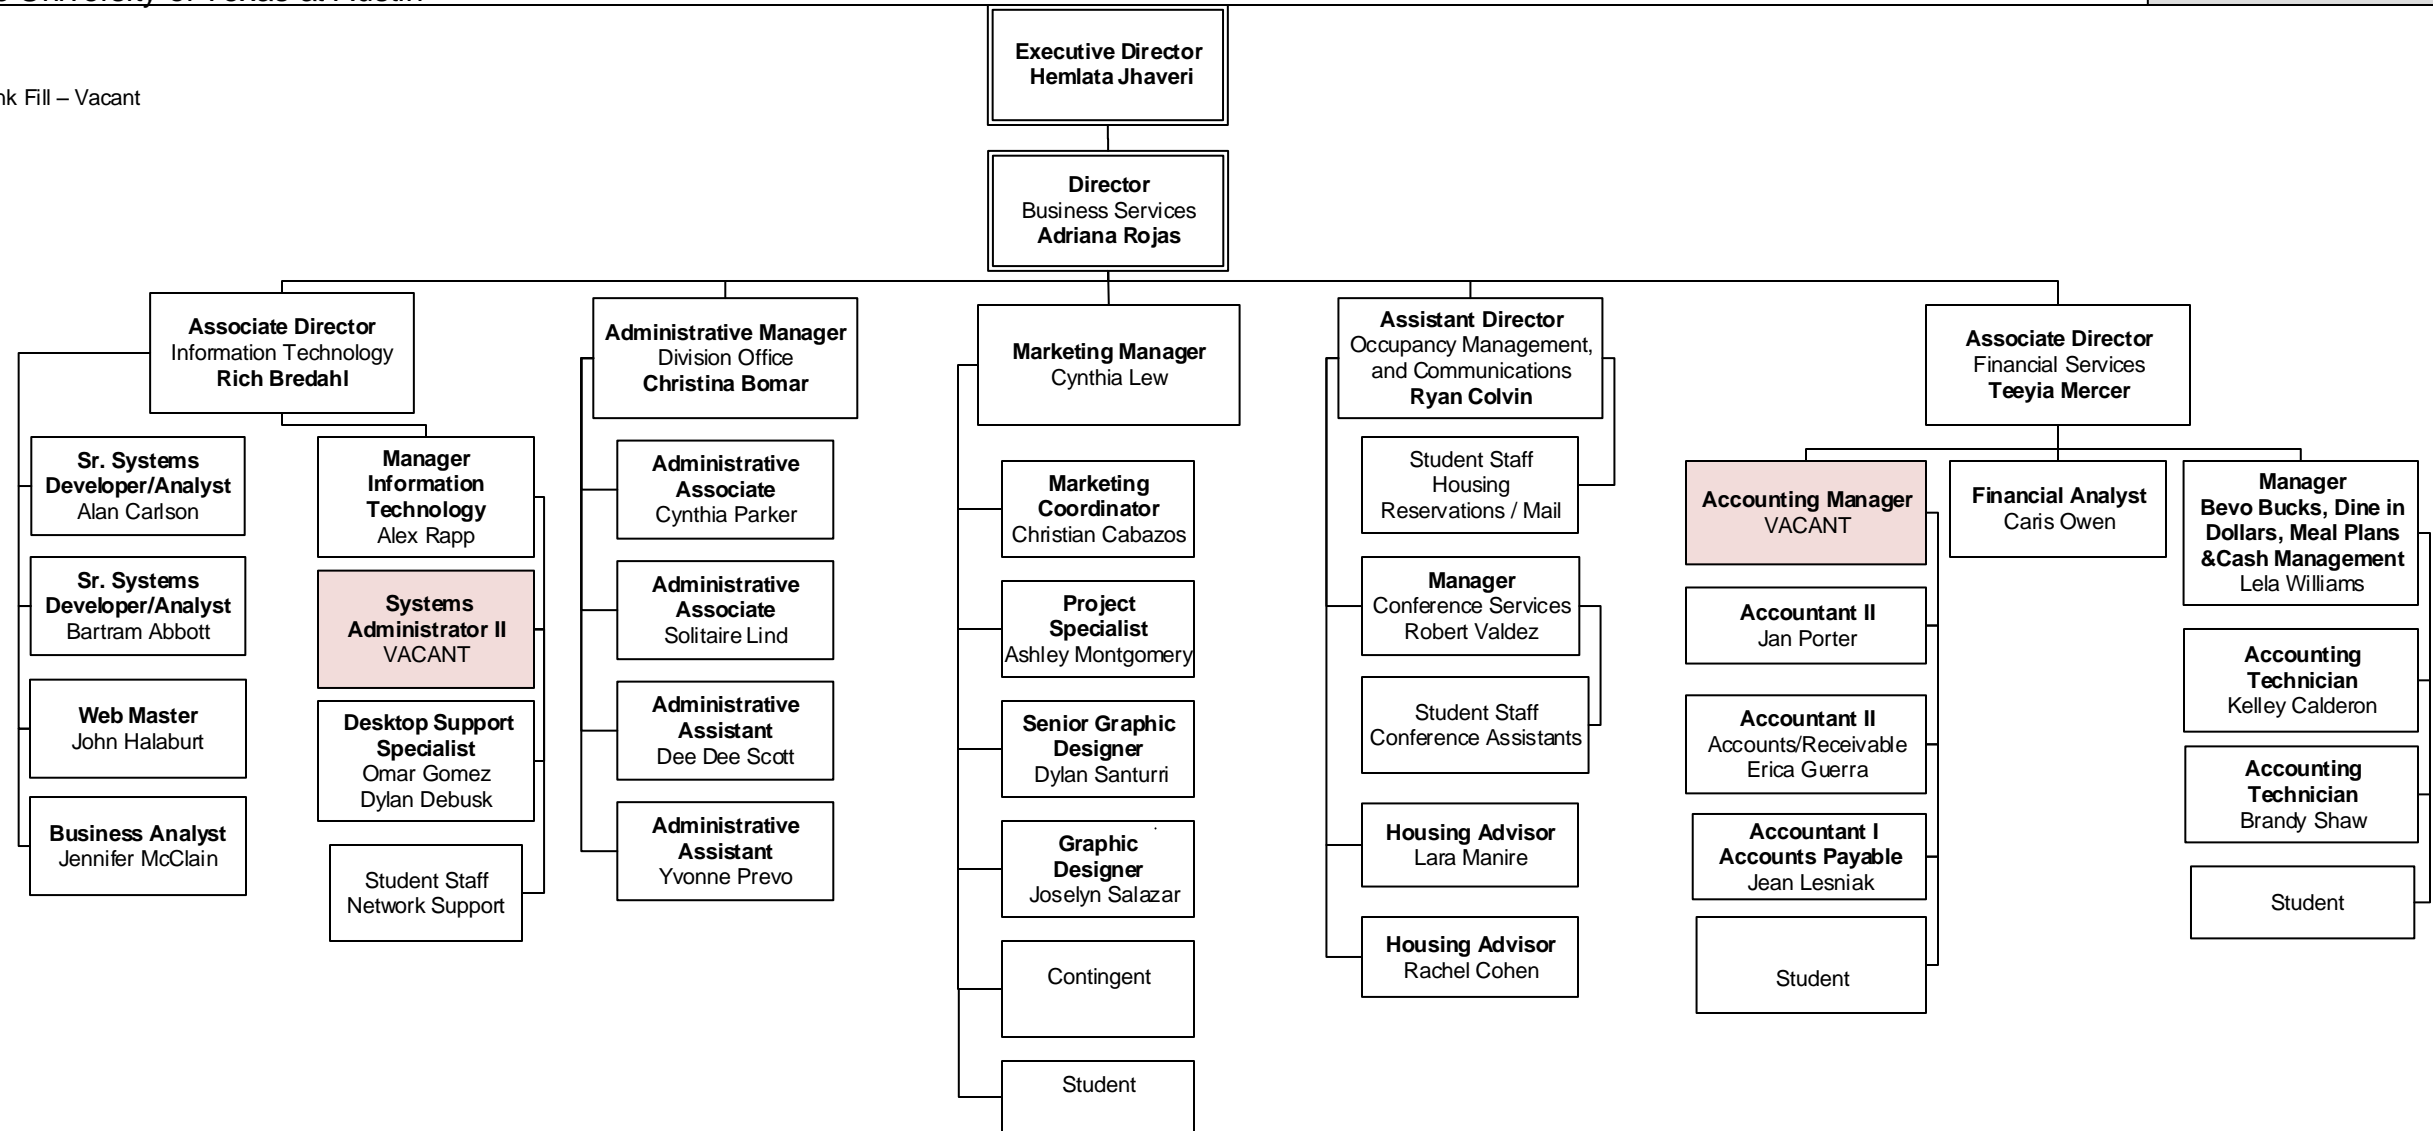 University of Texas at Austin
Fill – Vacant
Executive Director
Hemlata Jhaveri
Director
Business Services
Adriana Rojas
Associate Director
Information Technology
Rich Bredahl
Sr. Systems
Developer/Analyst
Alan Carlson
Sr. Systems
Developer/Analyst
Bartram Abbott
Web Master
John Halaburt
Business Analyst
Jennifer McClain
Manager
Information
Technology
Alex Rapp
Systems
Administrator II
VACANT
Desktop Support
Specialist
Omar Gomez
Dylan Debusk
Student Staff
Network Support
Administrative Manager
Division Office
Christina Bomar
Administrative
Associate
Cynthia Parker
Administrative
Associate
Solitaire Lind
Administrative
Assistant
Dee Dee Scott
Administrative
Assistant
Yvonne Prevo
Marketing Manager
Cynthia Lew
Marketing
Coordinator
Christian Cabazos
Project
Specialist
Ashley Montgomery
Senior Graphic
Designer
Dylan Santurri
Graphic
Designer
Joselyn Salazar
Contingent
Student
Assistant Director
Occupancy Management,
and Communications
Ryan Colvin
Student Staff
Housing
Reservations / Mail
Manager
Conference Services
Robert Valdez
Student Staff
Conference Assistants
Housing Advisor
Lara Manire
Housing Advisor
Rachel Cohen
Associate Director
Financial Services
Teeyia Mercer
Accounting Manager
VACANT
Accountant II
Jan Porter
Accountant II
Accounts/Receivable
Erica Guerra
Accountant I
Accounts Payable
Jean Lesniak
Student
Financial Analyst
Caris Owen
Manager
Bevo Bucks, Dine in
Dollars, Meal Plans
&Cash Management
Lela Williams
Accounting
Technician
Kelley Calderon
Accounting
Technician
Brandy Shaw
Student